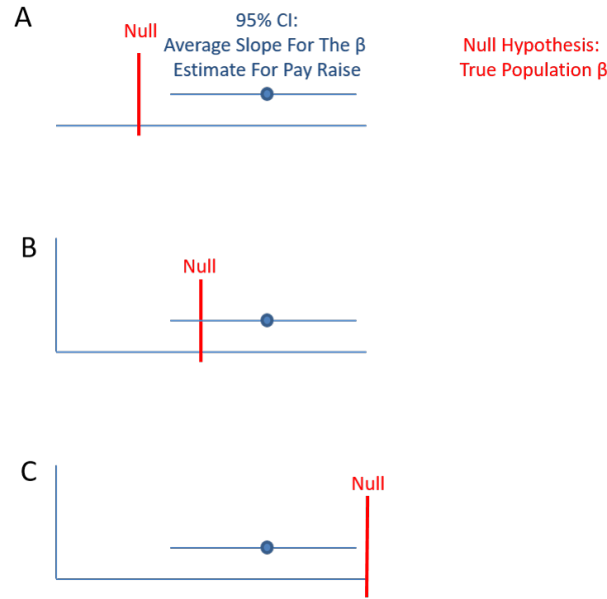 A
Null
95% CI:
Average Slope For The β
Estimate For Pay Raise
Null Hypothesis:
True Population β
B
Null
C
Null